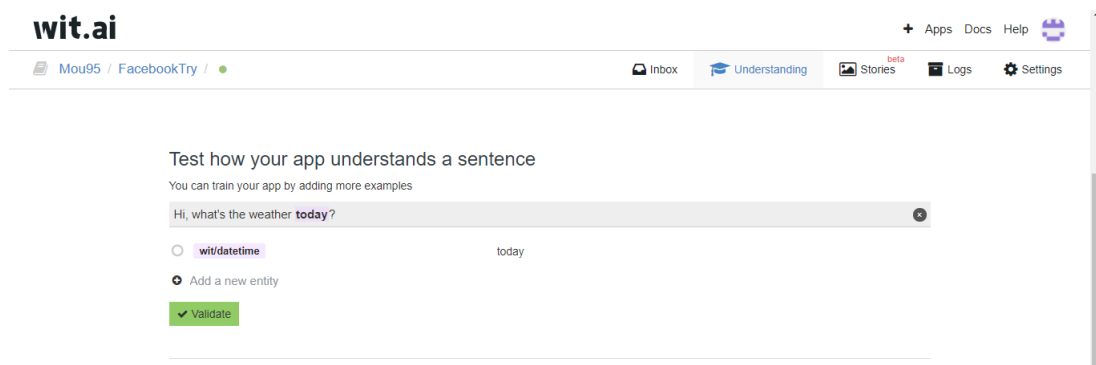 wit.ai
+ Apps Docs Help
Mou95 / FacebookTry /
Inbox Understanding Stories beta Logs Settings
Test how your app understands a sentence
You can train your app by adding more examples
Hi, what's the weather today?
wit/datetime today
Add a new entity
Validate